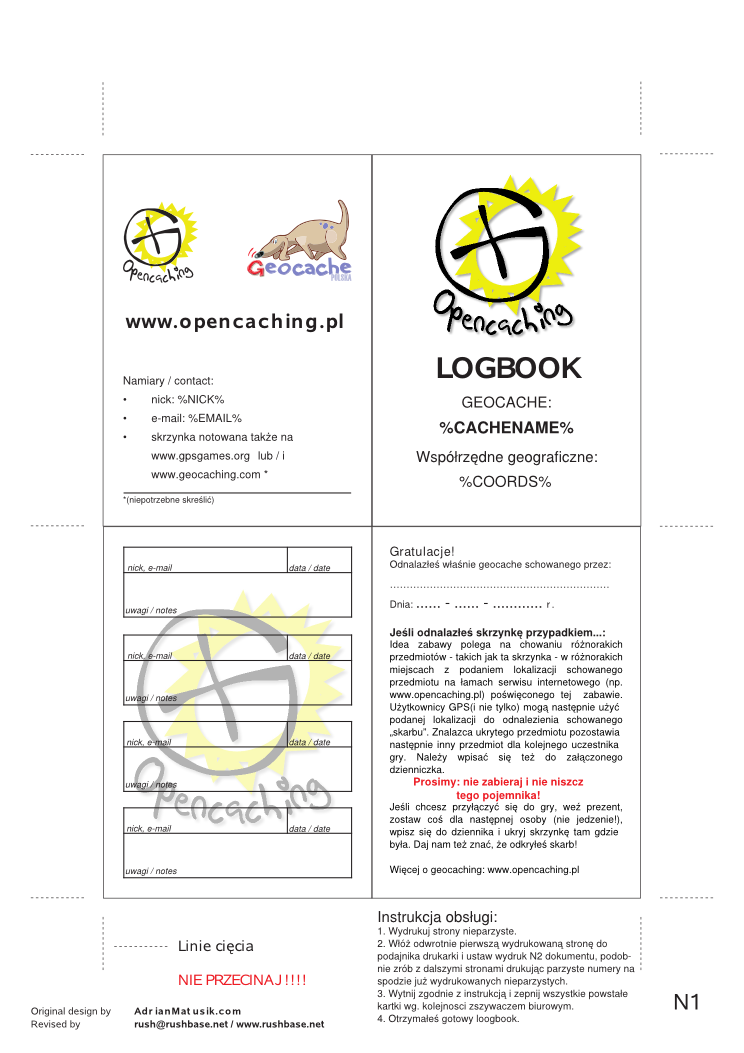 Opencaching
Geocache
POLSKA
www.opencaching.pl
Namiary / contact:
• nick: %NICK%
• e-mail: %EMAIL%
• skrzynka notowana także na
www.gpsgames.org lub / i
www.geocaching.com *
*(niepotrzebne skreślić)
Opencaching
LOGBOOK
GEOCACHE:
%CACHENAME%
Współrzędne geograficzne:
%COORDS%
nick, e-mail data / date
uwagi / notes
nick, e-mail data / date
uwagi / notes
nick, e-mail data / date
uwagi / notes
nick, e-mail data / date
uwagi / notes
Opencaching
Gratulacje!
Odnalazłeś właśnie geocache schowanego przez:
..................................................................
Dnia: ...... - ...... - ............ r .
Jeśli odnalazłeś skrzynkę przypadkiem...:
Idea zabawy polega na chowaniu różnorakich
przedmiotów - takich jak ta skrzynka - w różnorakich
miejscach z podaniem lokalizacji schowanego
przedmiotu na łamach serwisu internetowego (np.
www.opencaching.pl) poświęconego tej zabawie.
Użytkownicy GPS(i nie tylko) mogą następnie użyć
podanej lokalizacji do odnalezienia schowanego
„skarbu”. Znalazca ukrytego przedmiotu pozostawia
następnie inny przedmiot dla kolejnego uczestnika
gry. Należy wpisać się też do załączonego
dzienniczka.
Prosimy: nie zabieraj i nie niszcz
tego pojemnika!
Jeśli chcesz przyłączyć się do gry, weź prezent,
zostaw coś dla następnej osoby (nie jedzenie!),
wpisz się do dziennika i ukryj skrzynkę tam gdzie
była. Daj nam też znać, że odkryłeś skarb!
Więcej o geocaching: www.opencaching.pl
Linie cięcia
NIE PRZECINAJ!!!!
Instrukcja obsługi:
1. Wydrukuj strony nieparzyste.
2. Włóż odwrotnie pierwszą wydrukowaną stronę do
podajnika drukarki i ustaw wydruk N2 dokumentu, podob-
nie zrób z dalszymi stronami drukując parzyste numery na
spodzie już wydrukowanych nieparzystych.
3. Wytnij zgodnie z instrukcją i zepnij wszystkie powstałe
kartki wg. kolejnosci zszywaczem biurowym.
4. Otrzymałeś gotowy loogbook.
Original design by AdrianMatusik.com
Revised by rush@rushbase.net / www.rushbase.net
N1